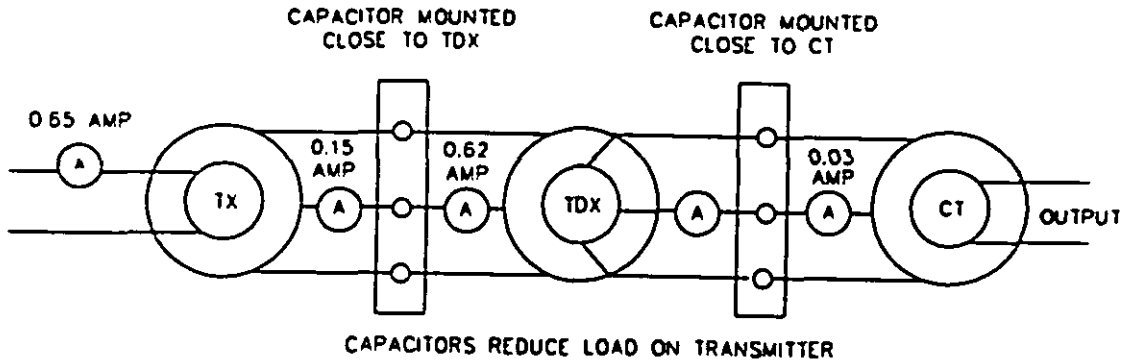 CAPACITOR MOUNTED
CLOSE TO TDX
CAPACITOR MOUNTED
CLOSE TO CT
0.65 AMP
A
TX
0.15
AMP
A
0.62
AMP
A
TDX
A
0.03
AMP
A
CT
OUTPUT
CAPACITORS REDUCE LOAD ON TRANSMITTER